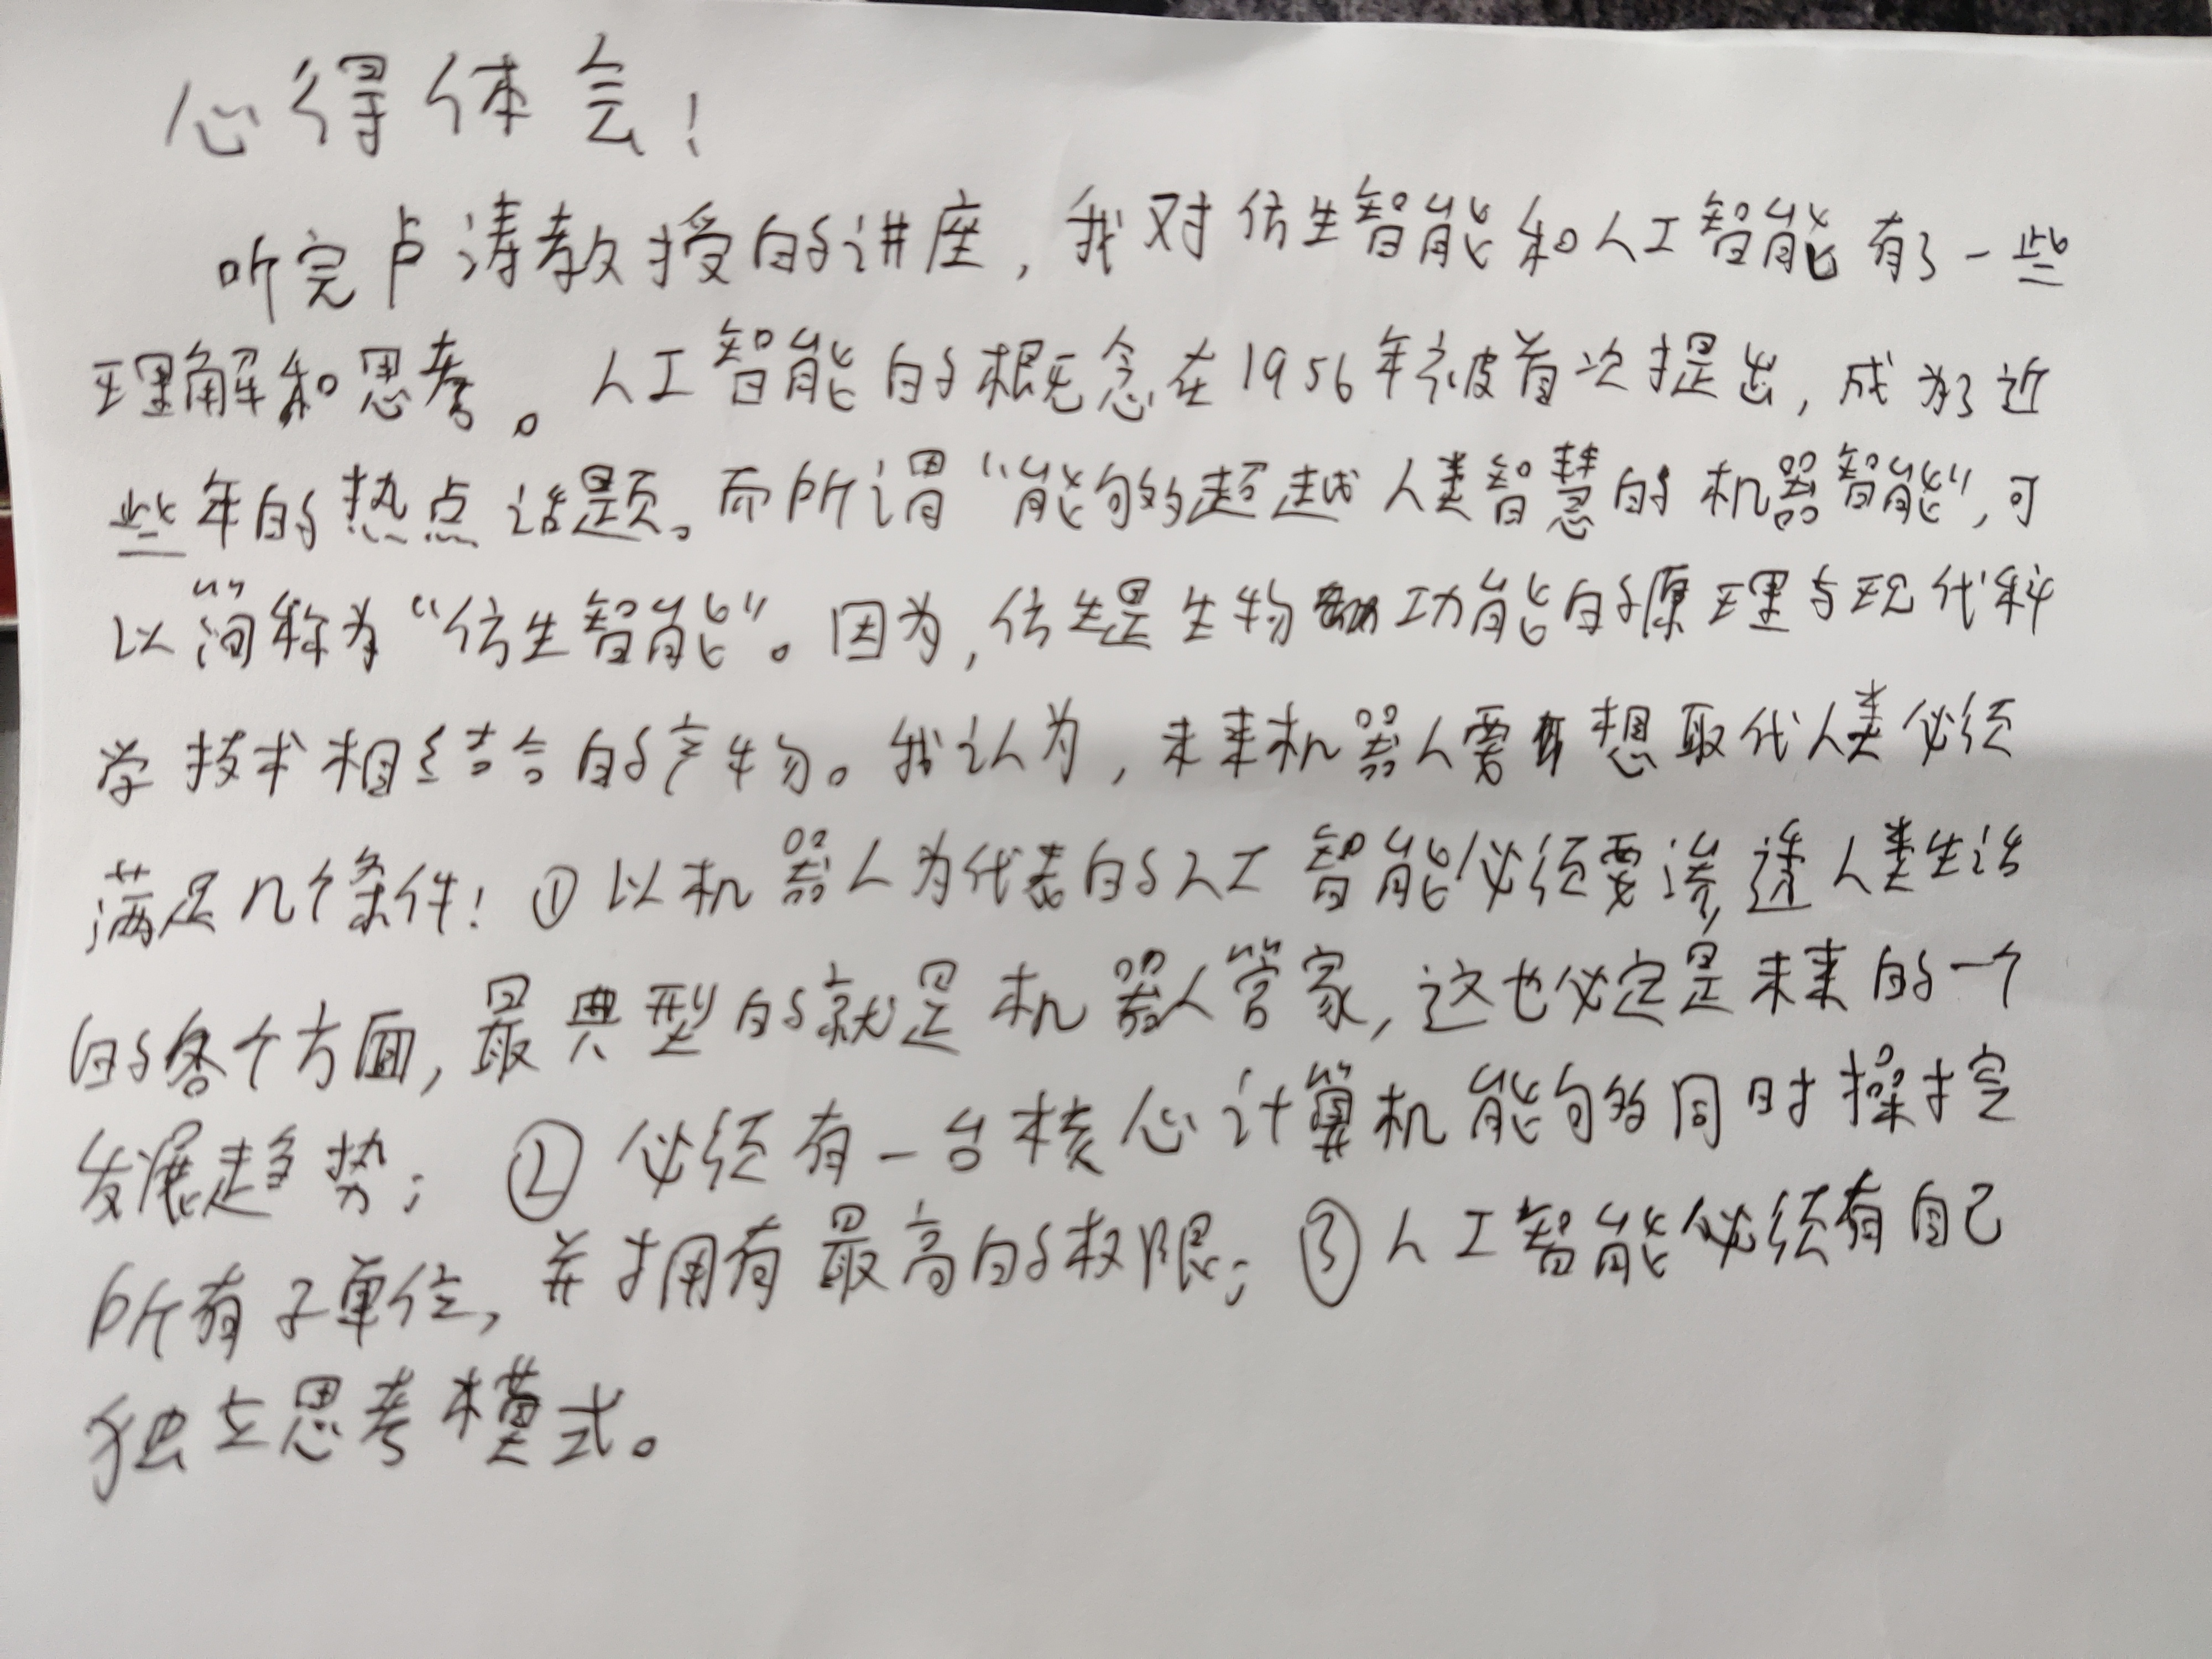 心得体会!
听完卢涛教授的讲座,我对仿生智能和人工智能有了一些
理解和思考。人工智能的概念在1956年被首次提出,成为了近
些年的热点话题。而所谓“能够超越人类智慧的机器智能”,可
以简称为“仿生智能”。因为,仿生是生物功能的原理与现代科
学技术相结合的产物。我认为,未来机器人要想取代人类必须
满足几个条件!①以机器人为代表的人工智能必须要渗透人类生活
的各个方面,最典型的就是机器人管家,这也必定是未来的一个
发展趋势;②必须有一台核心计算机能够同时操控
所有子单位,并拥有最高的权限;③人工智能必须有自己
独立思考模式。